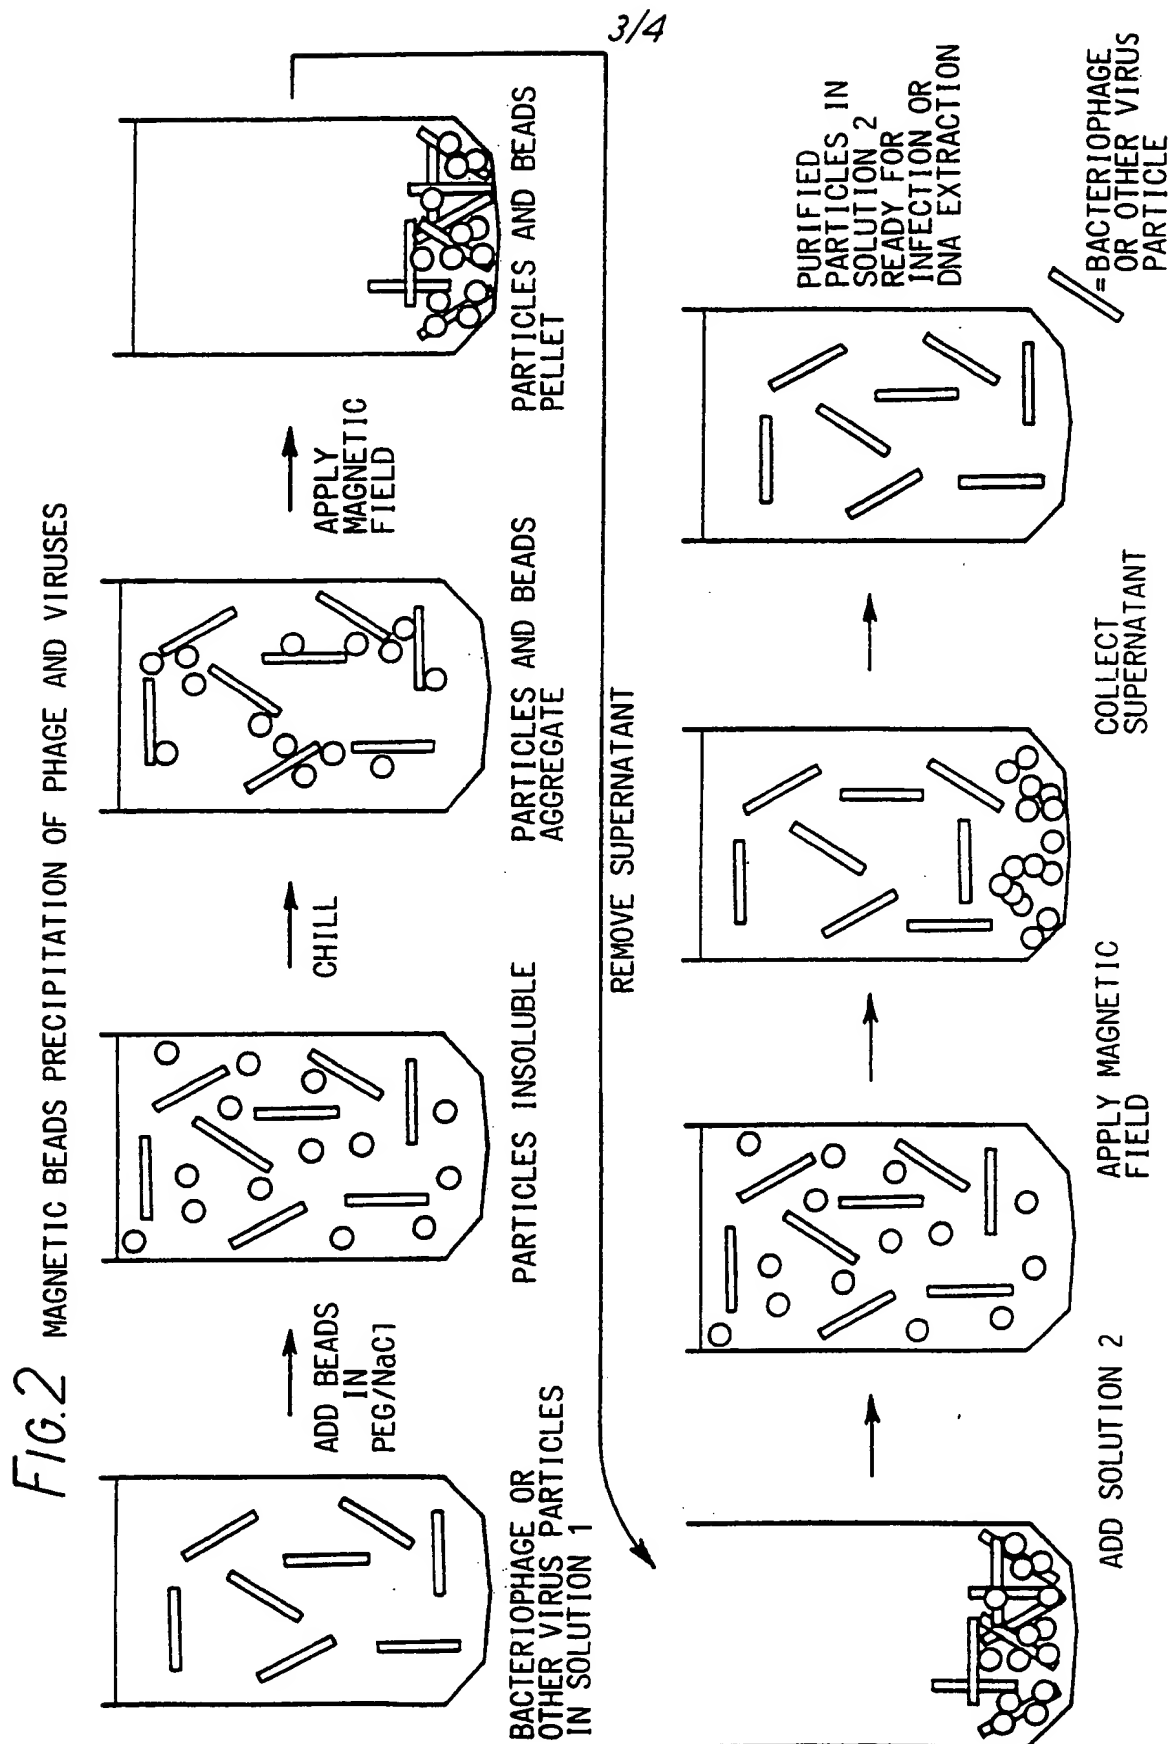 3/4
FIG.2 MAGNETIC BEADS PRECIPITATION OF PHAGE AND VIRUSES
BACTERIOPHAGE OR
OTHER VIRUS PARTICLES
IN SOLUTION 1
ADD BEADS
IN
PEG/NaCl
PARTICLES INSOLUBLE
CHILL
PARTICLES AND BEADS
AGGREGATE
APPLY
MAGNETIC
FIELD
PARTICLES AND BEADS
PELLET
REMOVE SUPERNATANT
ADD SOLUTION 2
APPLY MAGNETIC
FIELD
COLLECT
SUPERNATANT
PURIFIED
PARTICLES IN
SOLUTION 2
READY FOR
INFECTION OR
DNA EXTRACTION
=BACTERIOPHAGE
OR OTHER VIRUS
PARTICLE